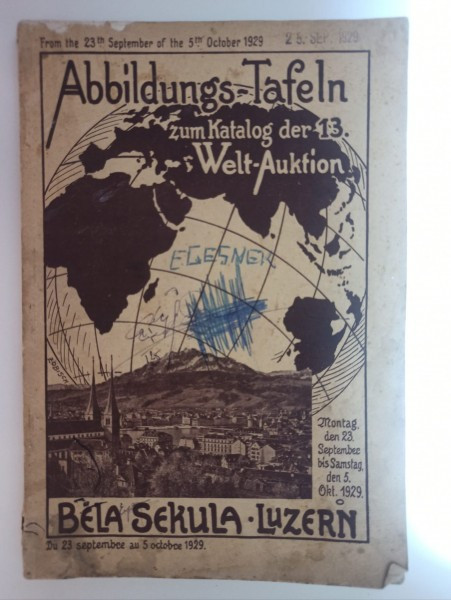 From the 23th September of the 5th October 1929
25. SEP. 1929
Abbildungs-Tafeln
zum Katalog der 13.
Welt-Auktion
EGESNER
Montag,
den 23.
September
bis Samstag,
den 5.
Okt. 1929.
BÉLA SEKULA · LUZERN
Du 23 septembre au 5 octobre 1929.